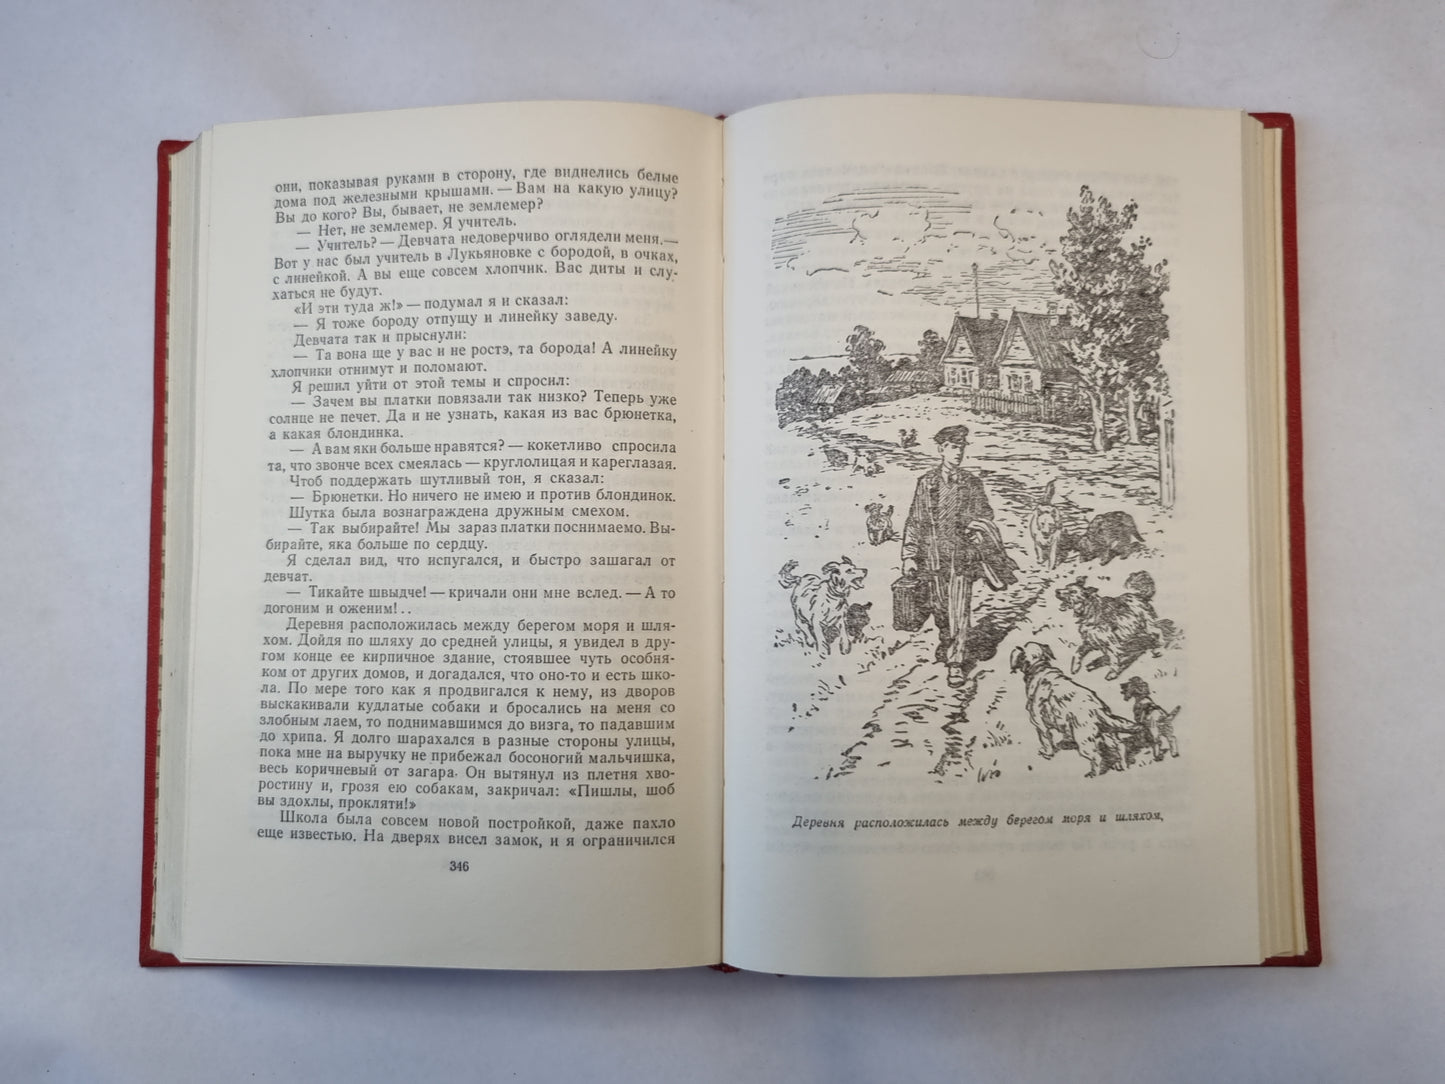 они, показывая руками в сторону, где виднелись белые
дома под железными крышами. — Вам на какую улицу?
Вы до кого? Вы, бывает, не землемер?
— Нет, не землемер. Я учитель.
— Учитель? — Девчата недоверчиво оглядели меня.—
Вот у нас был учитель в Лукьяновке с бородой, в очках,
с линейкой. А вы еще совсем хлопчик. Вас диты и слу-
хаться не будут.
«И эти туда ж!» — подумал я и сказал:
— Я тоже бороду отпущу и линейку заведу.
Девчата так и прыснули:
— Та вона ще у вас и не ростэ, та борода! А линейку
хлопчики отнимут и поломают.
Я решил уйти от этой темы и спросил:
— Зачем вы платки повязали так низко? Теперь уже
солнце не печет. Да и не узнать, какая из вас брюнетка,
а какая блондинка.
— А вам яки больше нравятся? — кокетливо спросила
та, что звонче всех смеялась — круглолицая и кареглазая.
Чтоб поддержать шутливый тон, я сказал:
— Брюнетки. Но ничего не имею и против блондинок.
Шутка была вознаграждена дружным смехом.
— Так выбирайте! Мы зараз платки поснимаемо. Вы-
бирайте, яка больше по сердцу.
Я сделал вид, что испугался, и быстро зашагал от
девчат.
— Тикайте швыдче! — кричали они мне вслед. — А то
догоним и оженим!..
Деревня расположилась между берегом моря и шля-
хом. Дойдя по шляху до средней улицы, я увидел в дру-
гом конце ее кирпичное здание, стоявшее чуть особня-
ком от других домов, и догадался, что оно-то и есть шко-
ла. По мере того как я продвигался к нему, из дворов
выскакивали кудлатые собаки и бросались на меня со
злобным лаем, то поднимавшимся до визга, то падавшим
до хрипа. Я долго шарахался в разные стороны улицы,
пока мне на выручку не прибежал босоногий мальчишка,
весь коричневый от загара. Он вытянул из плетня хво-
ростину и, грозя ею собакам, закричал: «Пишлы, шоб
вы здохлы, прокляти!»
Школа была совсем новой постройкой, даже пахло
еще известью. На дверях висел замок, и я ограничился
346
Деревня расположилась между берегом моря и шляхом,